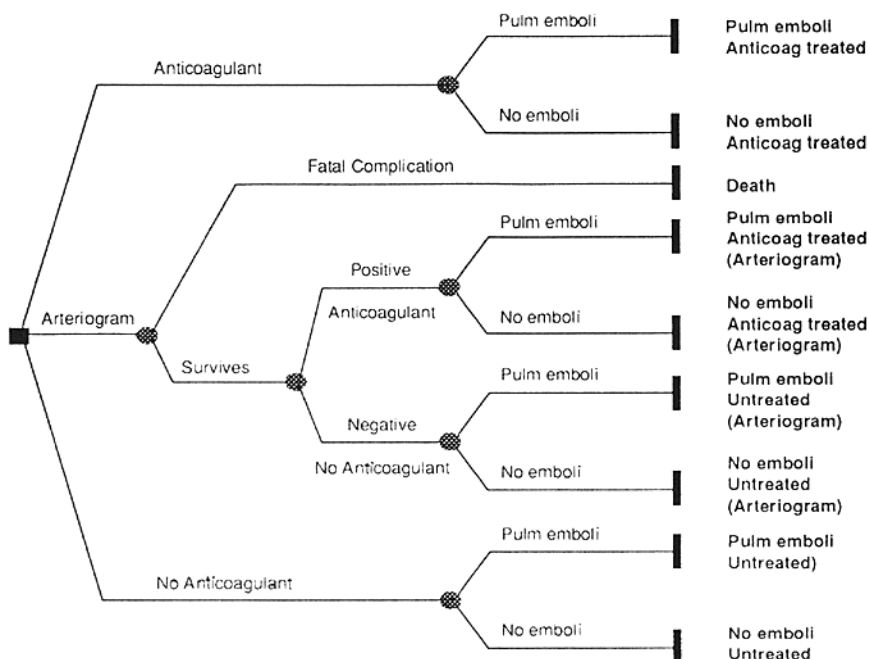 Pulm emboli
Pulm emboli
Anticoag treated
Anticoagulant
No emboli
No emboli
Anticoag treated
Fatal Complication
Death
Pulm emboli
Pulm emboli
Anticoag treated
(Arteriogram)
Positive
Anticoagulant
No emboli
No emboli
Anticoag treated
(Arteriogram)
Arteriogram
Survives
Pulm emboli
Pulm emboli
Untreated
(Arteriogram)
Negative
No Anticoagulant
No emboli
No emboli
Untreated
(Arteriogram)
Pulm emboli
Pulm emboli
Untreated)
No Anticoagulant
No emboli
No emboli
Untreated